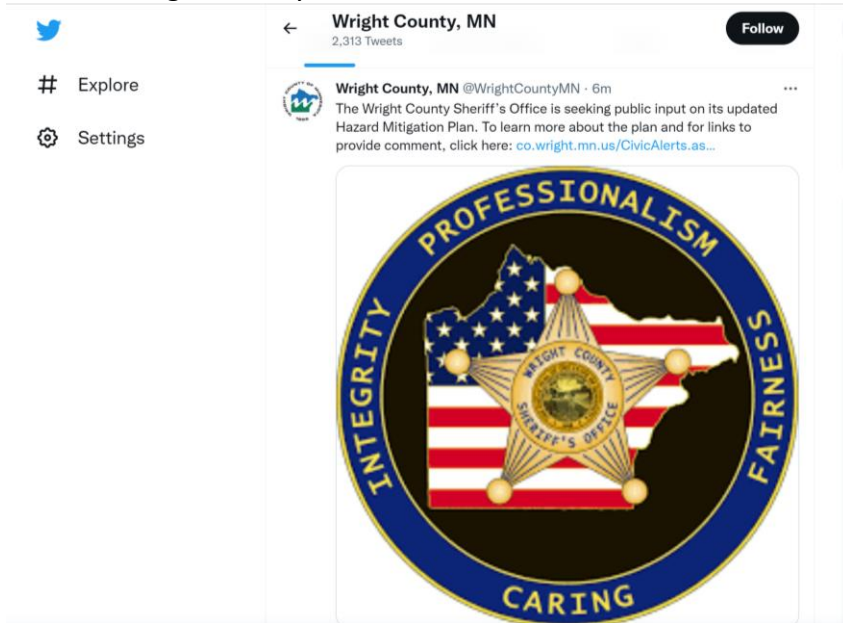 Wright County, MN
2,313 Tweets
Follow
Explore
Settings
Wright County, MN @WrightCountyMN · 6m
The Wright County Sheriff's Office is seeking public input on its updated
Hazard Mitigation Plan. To learn more about the plan and for links to
provide comment, click here: co.wright.mn.us/CivicAlerts.as...
PROFESSIONALISM
INTEGRITY
FAIRNESS
CARING
WRIGHT COUNTY
SHERIFF'S OFFICE